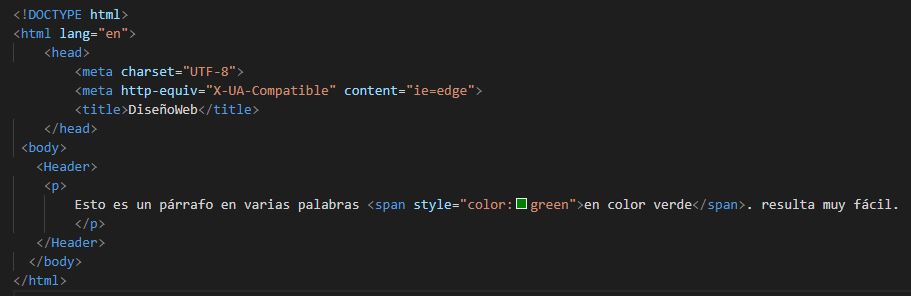 <!DOCTYPE html>
<html lang="en">
<head>
<meta charset="UTF-8">
<meta http-equiv="X-UA-Compatible" content="ie=edge">
<title>DiseñoWeb</title>
</head>
<body>
<Header>
<p>
Esto es un párrafo en varias palabras <span style="color:green">en color verde</span>. resulta muy fácil.
</p>
</Header>
</body>
</html>